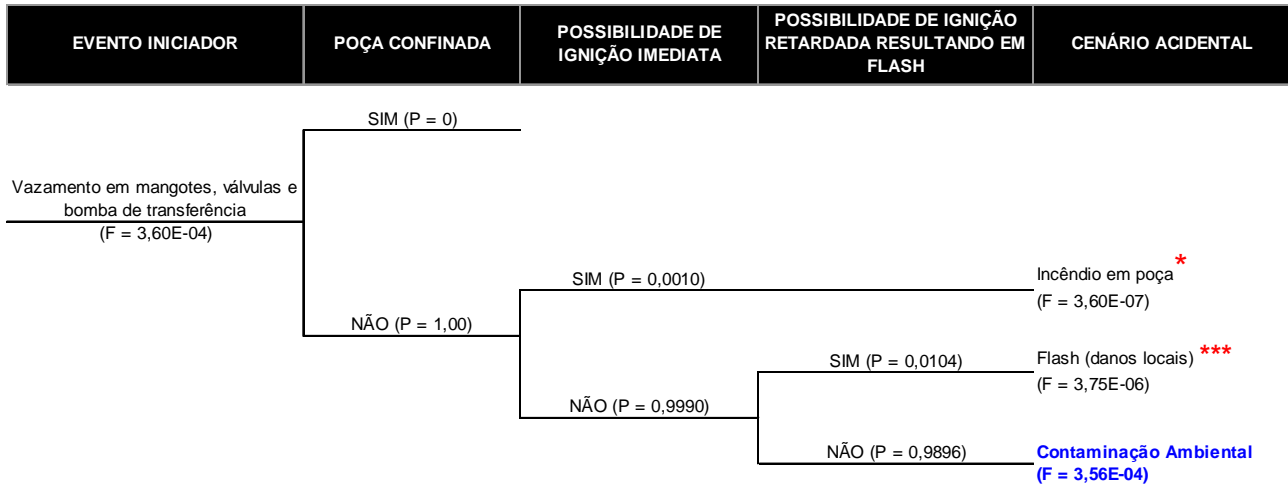 EVENTO INICIADOR
POÇA CONFINADA
POSSIBILIDADE DE
IGNIÇÃO IMEDIATA
POSSIBILIDADE DE IGNIÇÃO
RETARDADA RESULTANDO EM
FLASH
CENÁRIO ACIDENTAL
SIM (P = 0)
Vazamento em mangotes, válvulas e
bomba de transferência
(F = 3,60E-04)
SIM (P = 0,0010)
Incêndio em poça *
(F = 3,60E-07)
NÃO (P = 1,00)
SIM (P = 0,0104)
Flash (danos locais) ***
(F = 3,75E-06)
NÃO (P = 0,9990)
NÃO (P = 0,9896)
Contaminação Ambiental
(F = 3,56E-04)